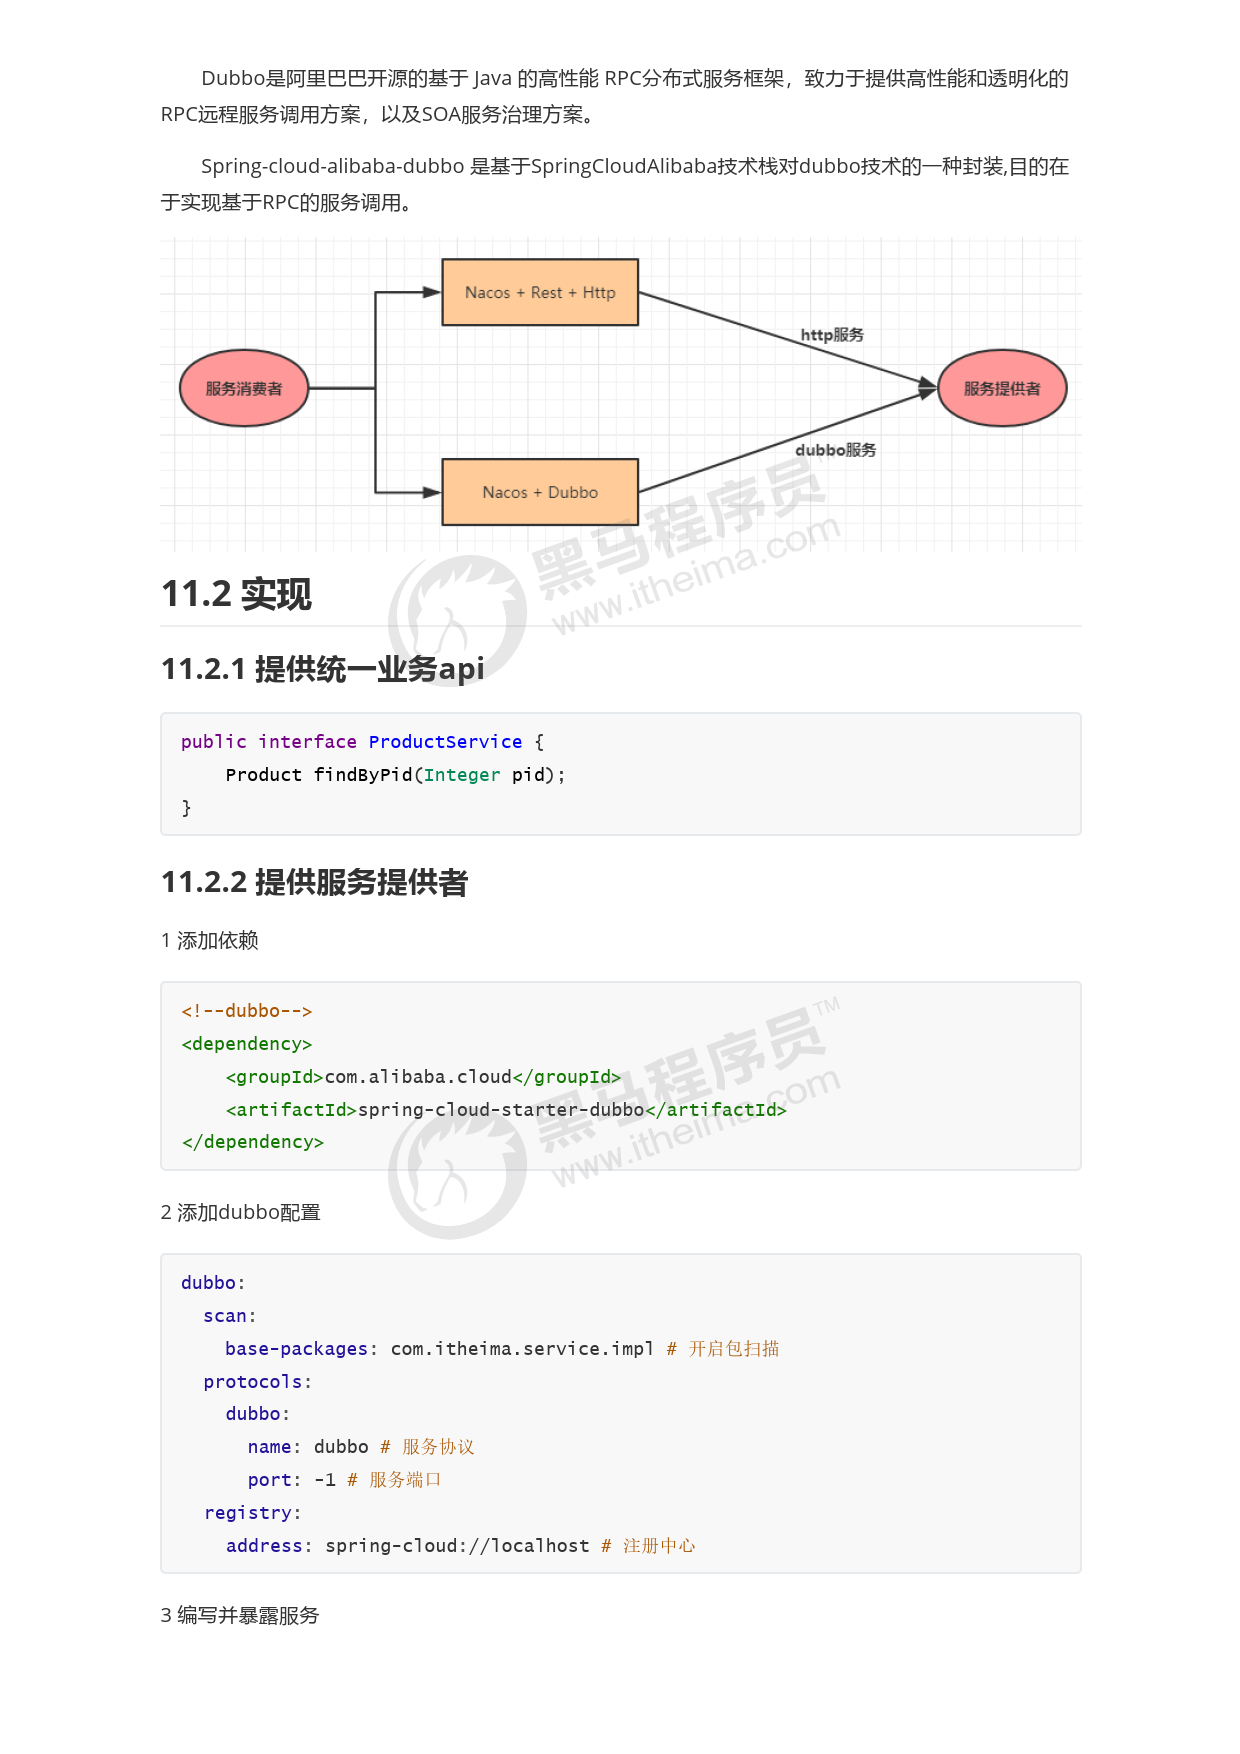 Dubbo是阿里巴巴开源的基于 Java 的高性能 RPC分布式服务框架，致力于提供高性能和透明化的
RPC远程服务调用方案，以及SOA服务治理方案。
Spring-cloud-alibaba-dubbo 是基于SpringCloudAlibaba技术栈对dubbo技术的一种封装,目的在
于实现基于RPC的服务调用。
Nacos + Rest + Http
http服务
服务消费者
服务提供者
dubbo服务
Nacos + Dubbo
黑马程序员
www.itheima.com
11.2 实现
11.2.1 提供统一业务api
public interface ProductService {
    Product findByPid(Integer pid);
}
11.2.2 提供服务提供者
1 添加依赖
<!--dubbo-->
<dependency>
    <groupId>com.alibaba.cloud</groupId>
    <artifactId>spring-cloud-starter-dubbo</artifactId>
</dependency>
黑马程序员™
www.itheima.com
2 添加dubbo配置
dubbo:
  scan:
    base-packages: com.itheima.service.impl # 开启包扫描
  protocols:
    dubbo:
      name: dubbo # 服务协议
      port: -1 # 服务端口
  registry:
    address: spring-cloud://localhost # 注册中心
3 编写并暴露服务